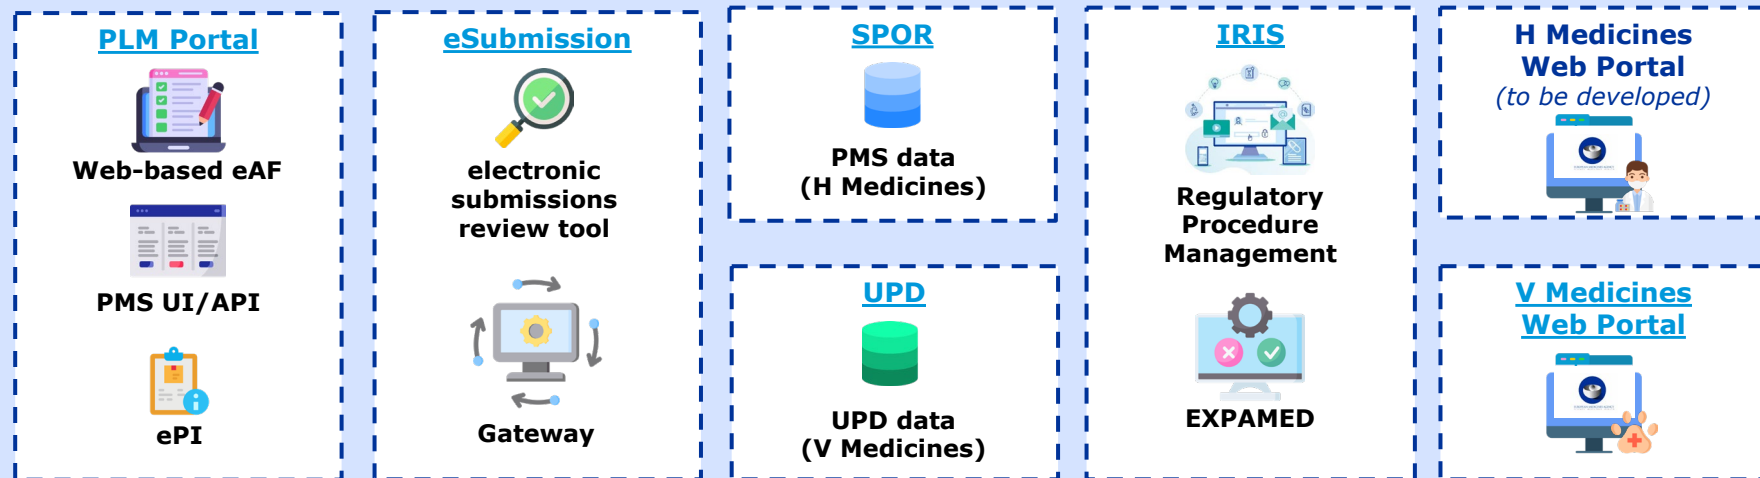 PLM Portal
Web-based eAF
PMS UI/API
ePI
eSubmission
electronic
submissions
review tool
Gateway
SPOR
PMS data
(H Medicines)
UPD
UPD data
(V Medicines)
IRIS
Regulatory
Procedure
Management
EXPAMED
H Medicines
Web Portal
(to be developed)
V Medicines
Web Portal